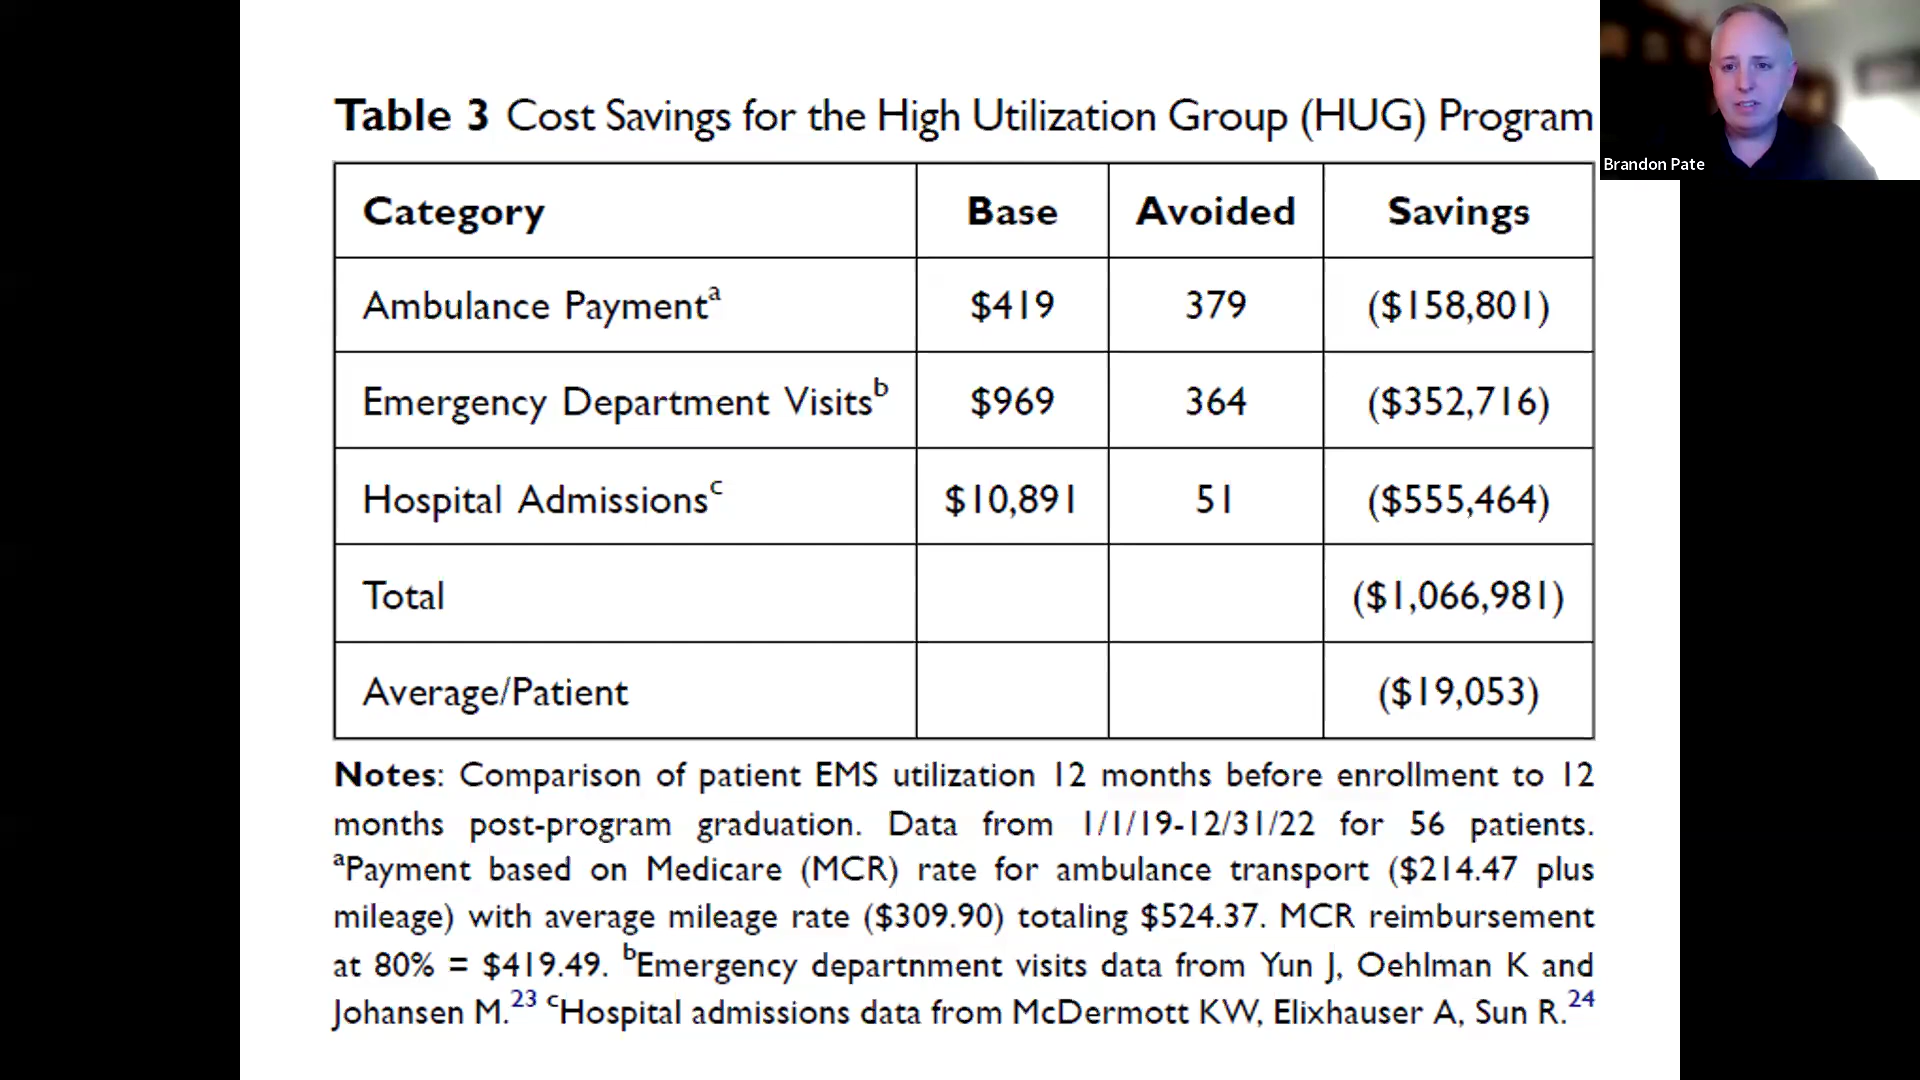 Table 3 Cost Savings for the High Utilization Group (HUG) Program
Category Base Avoided Savings
Ambulance Paymentᵃ $419 379 ($158,801)
Emergency Department Visitsᵇ $969 364 ($352,716)
Hospital Admissionsᶜ $10,891 51 ($555,464)
Total ($1,066,981)
Average/Patient ($19,053)
Notes: Comparison of patient EMS utilization 12 months before enrollment to 12
months post-program graduation. Data from 1/1/19-12/31/22 for 56 patients.
ᵃPayment based on Medicare (MCR) rate for ambulance transport ($214.47 plus
mileage) with average mileage rate ($309.90) totaling $524.37. MCR reimbursement
at 80% = $419.49. ᵇEmergency departnment visits data from Yun J, Oehlman K and
Johansen M.²³ ᶜHospital admissions data from McDermott KW, Elixhauser A, Sun R.²⁴
Brandon Pate